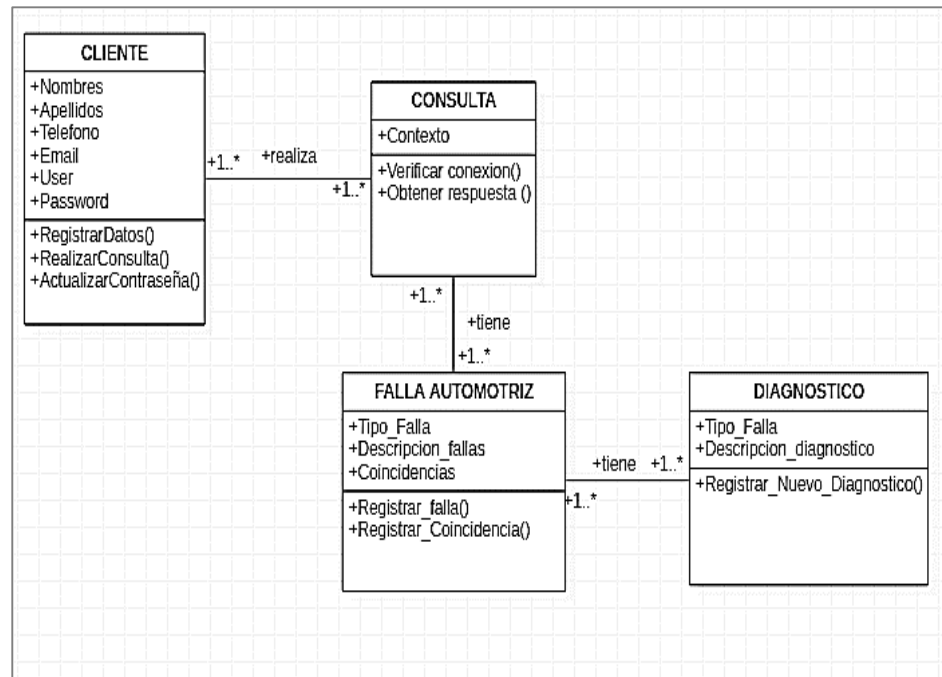 CLIENTE
+Nombres
+Apellidos
+Telefono
+Email
+User
+Password
+RegistrarDatos()
+RealizarConsulta()
+ActualizarContraseña()
+1..*
+realiza
+1..*
CONSULTA
+Contexto
+Verificar conexion()
+Obtener respuesta ()
+1..*
+tiene
+1..*
FALLA AUTOMOTRIZ
+Tipo_Falla
+Descripcion_fallas
+Coincidencias
+Registrar_falla()
+Registrar_Coincidencia()
+tiene
+1..*
+1..*
DIAGNOSTICO
+Tipo_Falla
+Descripcion_diagnostico
+Registrar_Nuevo_Diagnostico()